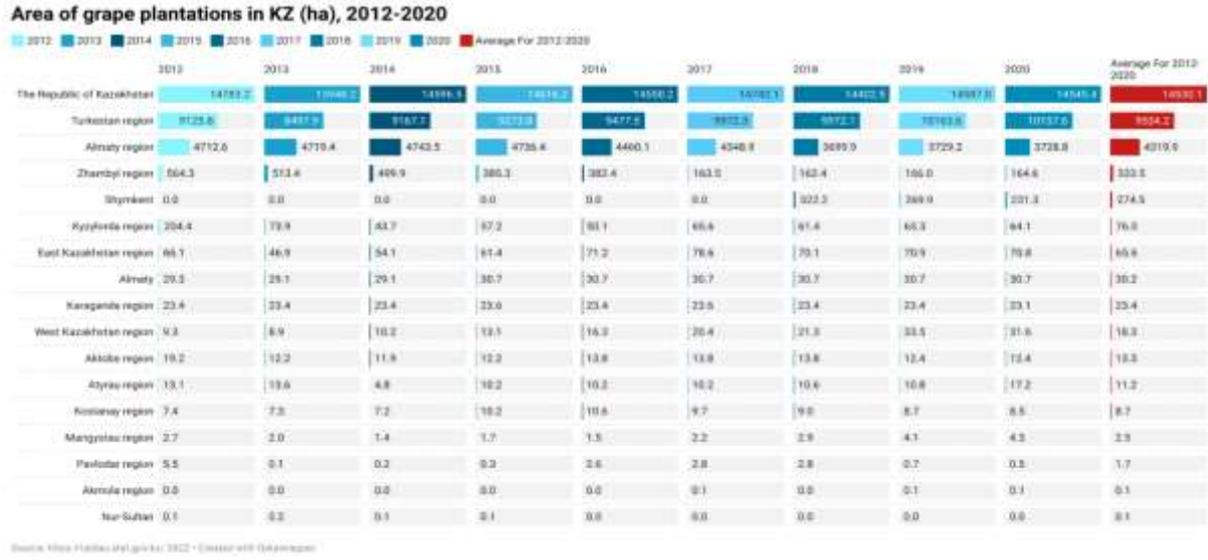 Area of grape plantations in KZ (ha), 2012-2020
2012 2013 2014 2015 2016 2017 2018 2019 2020 Average For 2012-2020
2012 2013 2014 2015 2016 2017 2018 2019 2020 Average For 2012-2020
The Republic of Kazakhstan 14783.2 14550.2 14402.5 14545.4 14530.1
Turkestan region 9125.8 9167.7 9477.5 9972.1 10157.6 9534.2
Almaty region 4712.6 4719.4 4743.5 4736.4 4460.1 4348.9 3699.9 3729.2 3728.8 4319.9
Zhambyl region 564.3 513.4 499.9 385.3 382.4 163.5 162.4 166.0 164.6 333.5
Shymkent 0.0 0.0 0.0 0.0 0.0 0.0 322.2 269.9 231.3 274.5
Kyzylorda region 204.4 73.9 43.7 57.2 50.1 65.6 61.4 65.3 64.1 76.0
East Kazakhstan region 66.1 46.9 54.1 61.4 71.2 78.6 70.1 70.9 70.8 65.6
Almaty 29.3 29.1 29.1 30.7 30.7 30.7 30.7 30.7 30.7 30.2
Karaganda region 23.4 23.4 23.4 23.6 23.4 23.6 23.4 23.4 23.1 23.4
West Kazakhstan region 9.3 8.9 10.2 13.1 16.3 20.4 21.3 33.5 31.6 18.3
Aktobe region 19.2 12.2 11.9 12.2 13.8 13.8 13.8 12.4 12.4
Atyrau region 13.1 13.6 4.8 10.2 10.2 10.2 10.6 10.8 17.2 11.2
Kostanay region 7.4 7.3 7.2 10.2 10.6 9.7 9.0 8.7 8.5 8.7
Mangystau region 2.7 2.0 1.4 1.7 1.5 2.2 2.9 4.1 4.3 2.5
Pavlodar region 5.5 0.1 0.2 0.3 2.6 2.8 2.8 0.7 0.5 1.7
Akmola region 0.0 0.0 0.0 0.0 0.0 0.1 0.0 0.1 0.1 0.1
Nur-Sultan 0.1 0.2 0.1 0.1 0.0 0.0 0.0 0.0 0.0 0.1
2022 • Created with Datawrapper